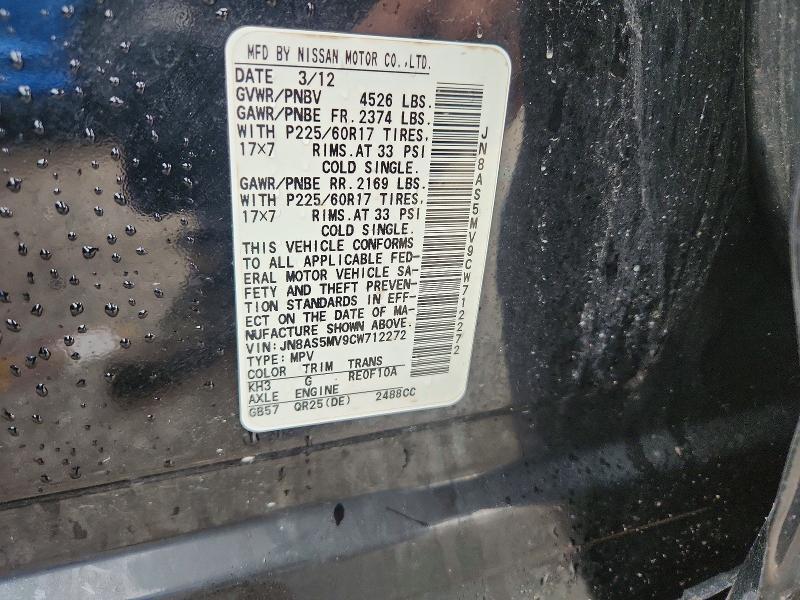 MFD BY NISSAN MOTOR CO.,LTD.
DATE 3/12
GVWR/PNBV 4526 LBS.
GAWR/PNBE FR. 2374 LBS.
WITH P225/60R17 TIRES,
17×7 RIMS.AT 33 PSI
COLD SINGLE.
GAWR/PNBE RR. 2169 LBS.
WITH P225/60R17 TIRES,
17×7 RIMS.AT 33 PSI
COLD SINGLE.
THIS VEHICLE CONFORMS
TO ALL APPLICABLE FED-
ERAL MOTOR VEHICLE SA-
FETY AND THEFT PREVEN-
TION STANDARDS IN EFF-
ECT ON THE DATE OF MA-
NUFACTURE SHOWN ABOVE.
VIN: JN8AS5MV9CW712272
TYPE: MPV
COLOR TRIM TRANS
KH3 G RE0F10A
AXLE ENGINE
GB57 QR25(DE) 2488CC
JN8AS5MV9CW712272